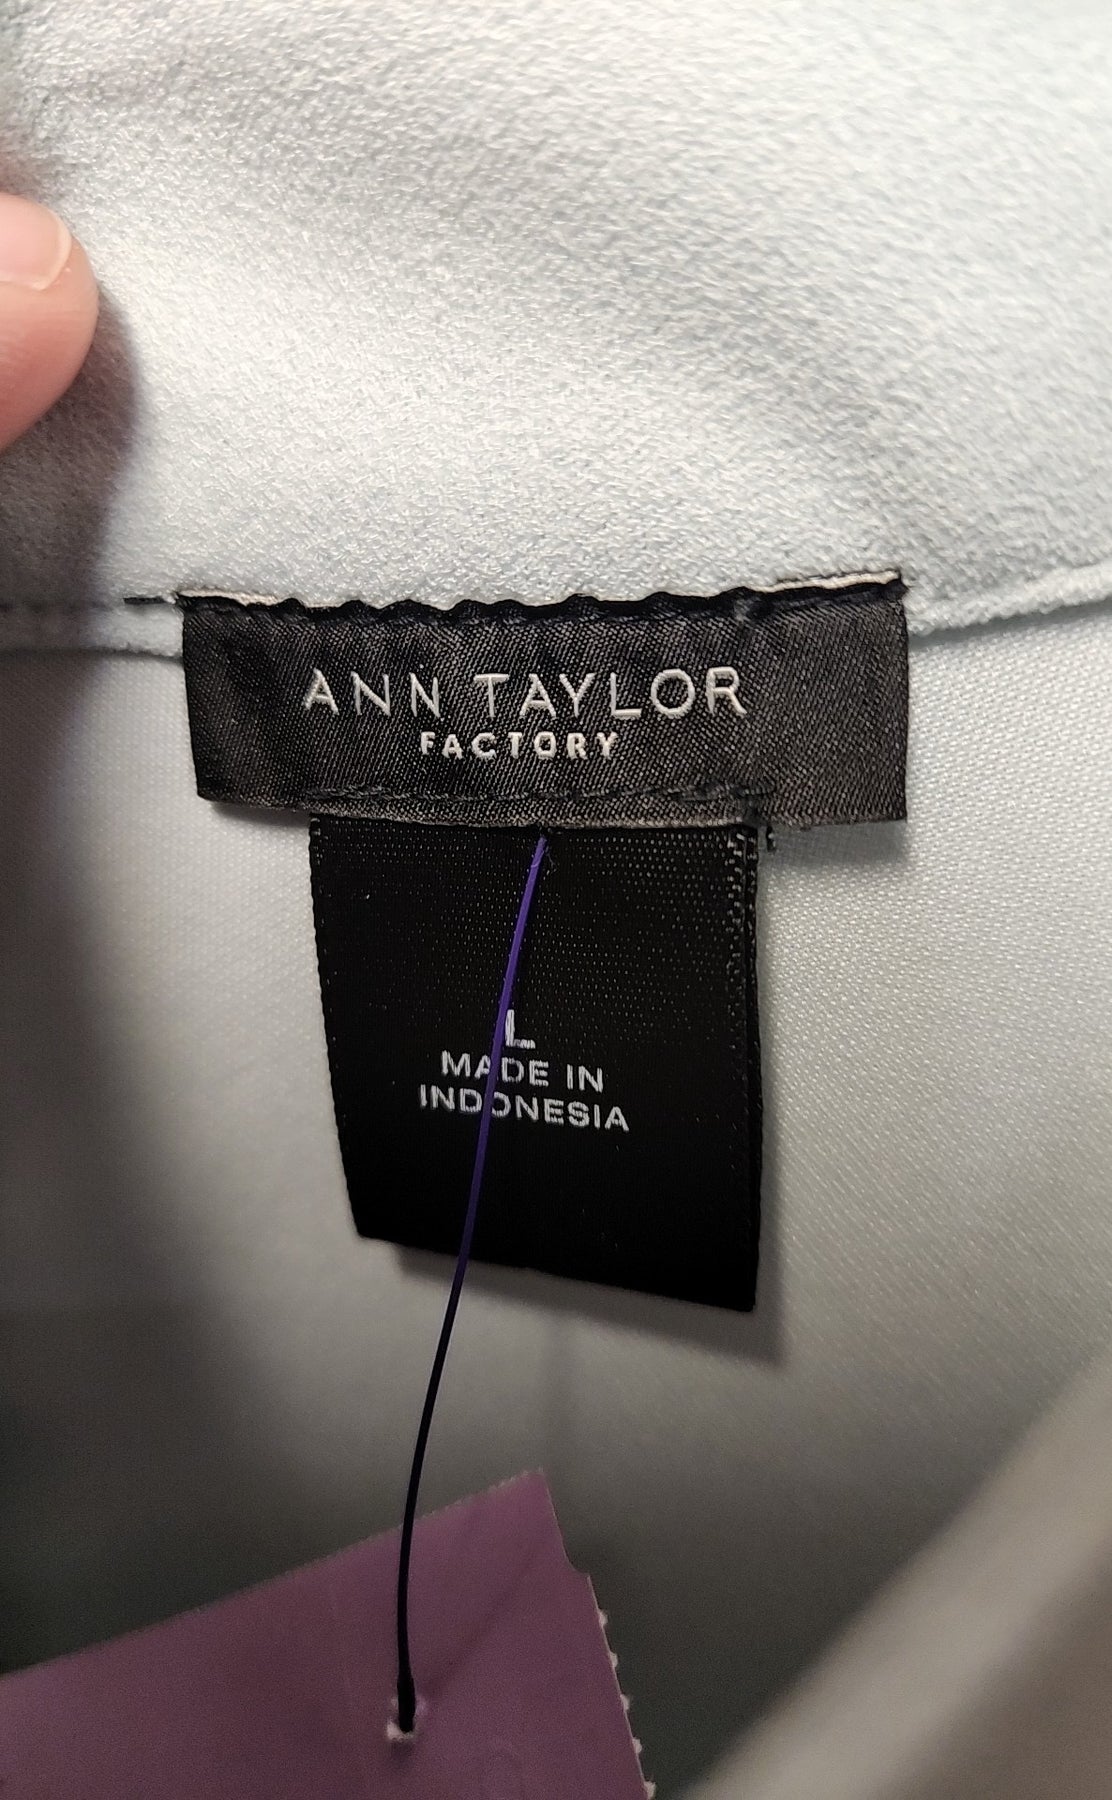 ANN TAYLOR
FACTORY
L
MADE IN
INDONESIA